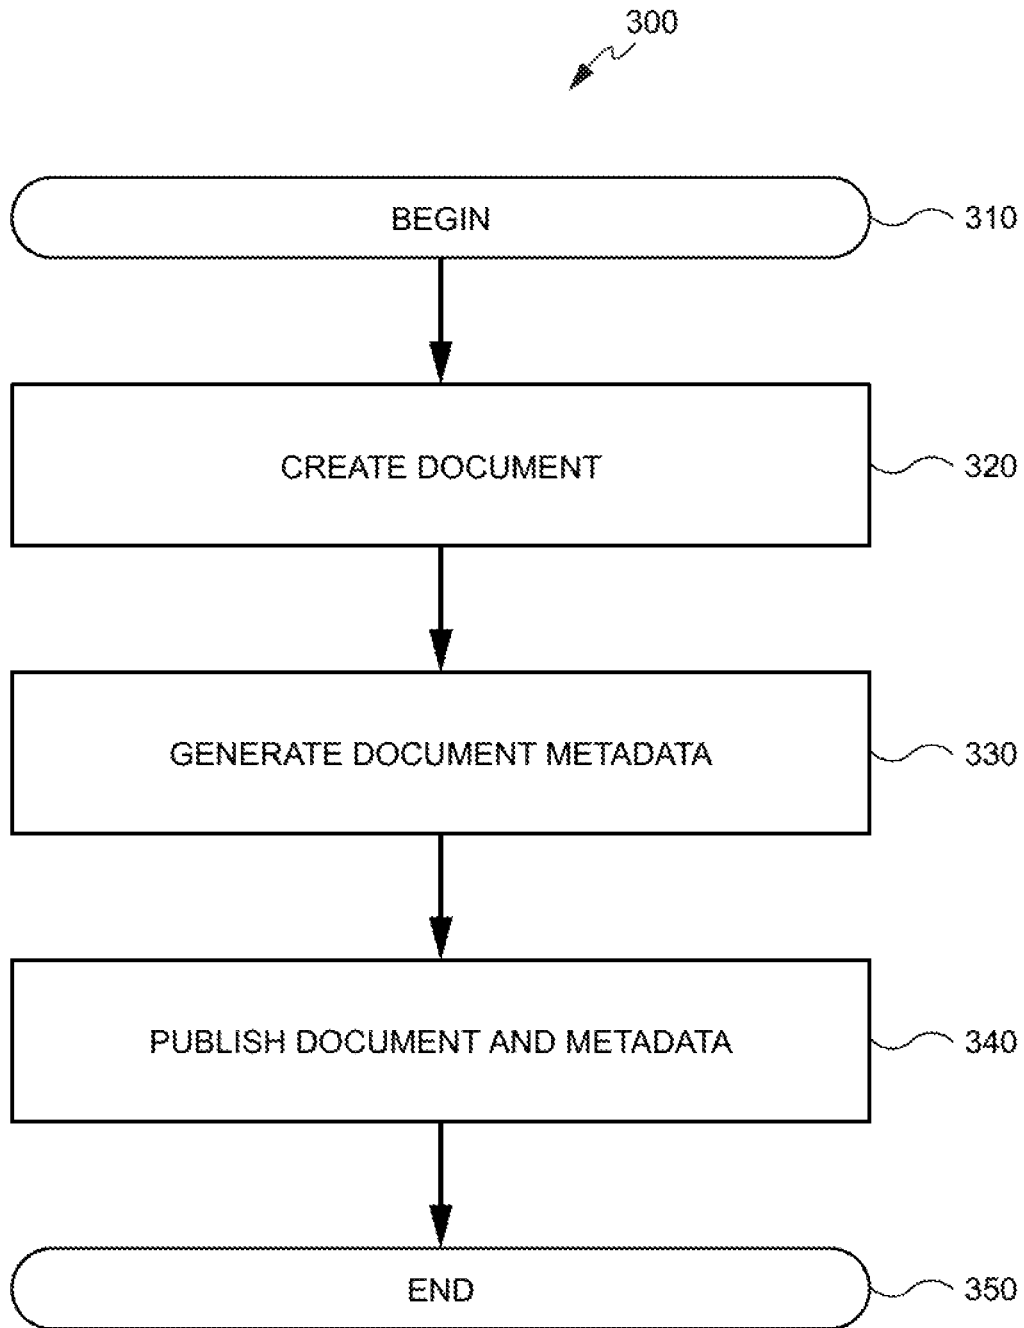 300
BEGIN
310
CREATE DOCUMENT
320
GENERATE DOCUMENT METADATA
330
PUBLISH DOCUMENT AND METADATA
340
END
350